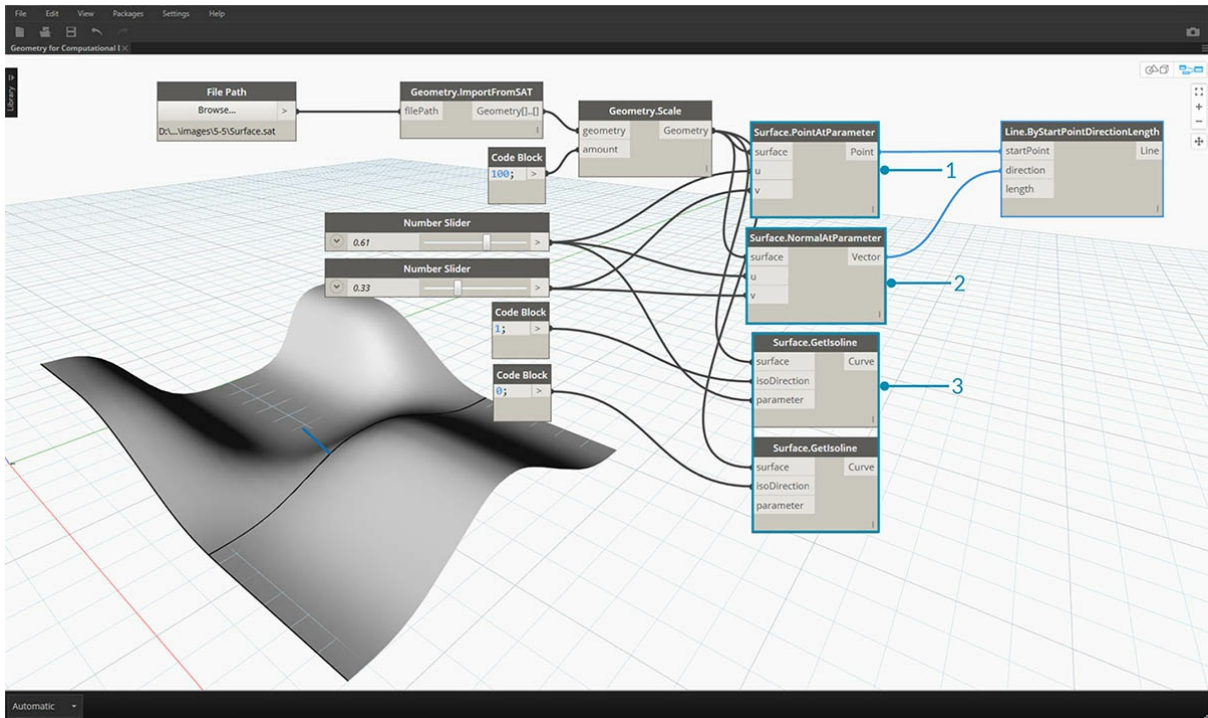 File Edit View Packages Settings Help
Geometry for Computational
Library
File Path
Browse... >
D:\...\images\5-5\Surface.sat
Geometry.ImportFromSAT
filePath Geometry[]..[]
Geometry.Scale
geometry Geometry
amount
Code Block
100; >
Number Slider
0.61 >
Number Slider
0.33 >
Code Block
1; >
Code Block
0; >
Surface.PointAtParameter
surface Point
u
v
1
Line.ByStartPointDirectionLength
startPoint Line
direction
length
Surface.NormalAtParameter
surface Vector
u
v
2
Surface.GetIsoline
surface Curve
isoDirection
parameter
3
Surface.GetIsoline
surface Curve
isoDirection
parameter
Automatic